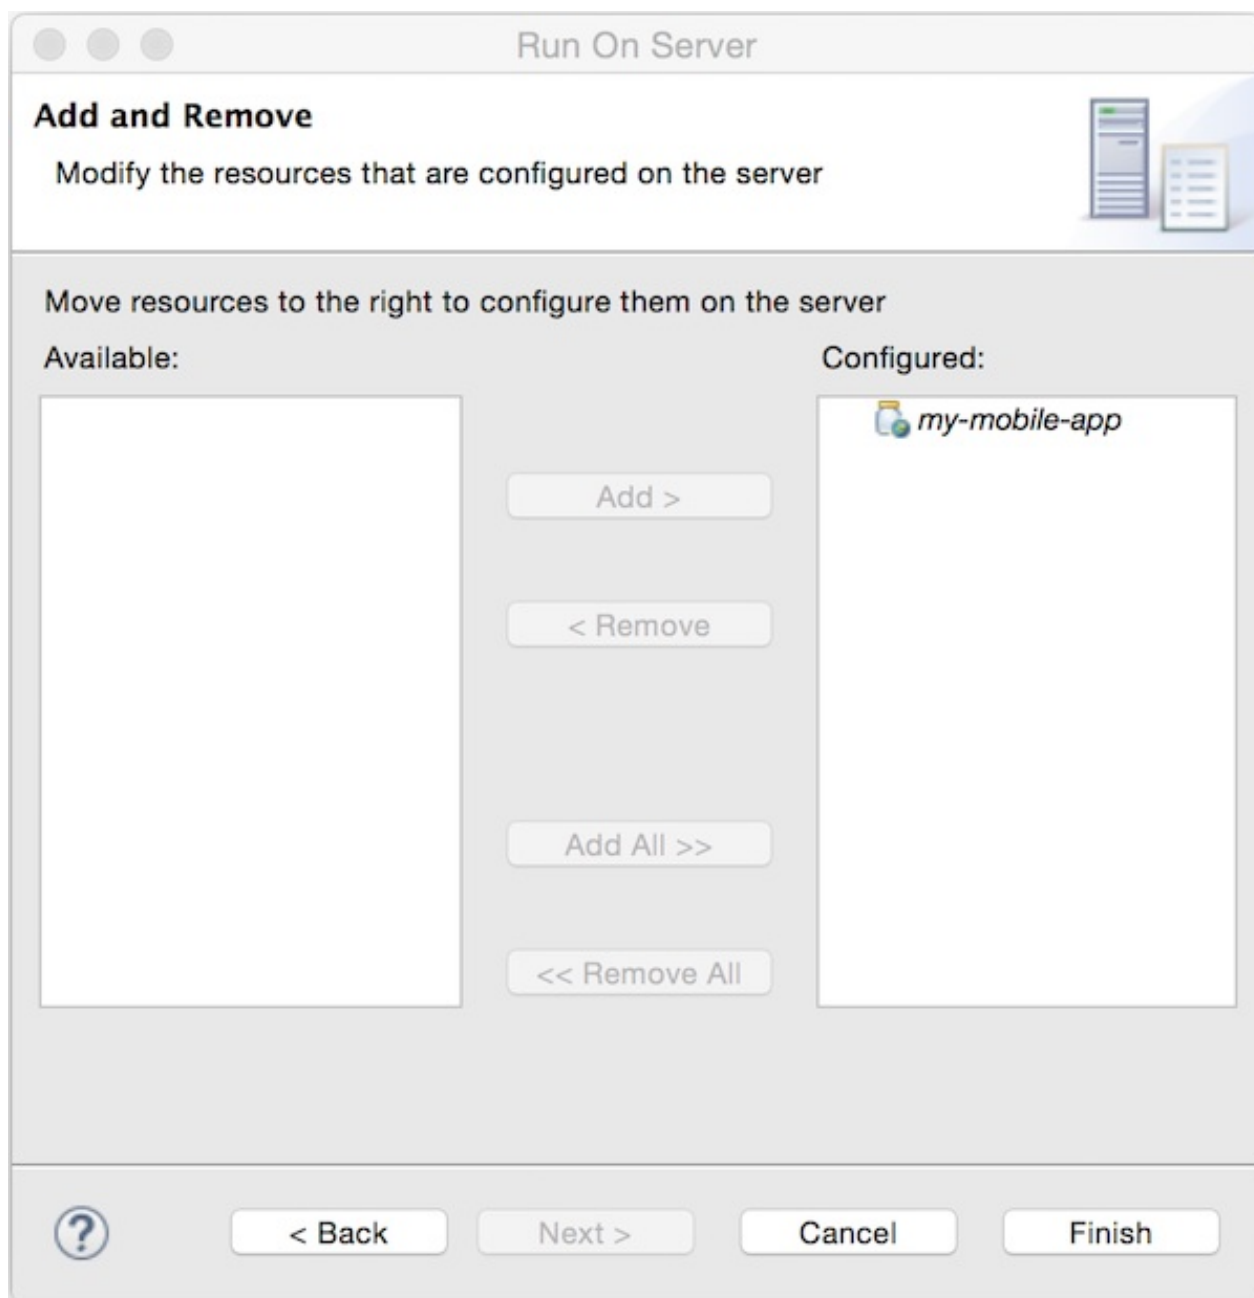 Run On Server
Add and Remove
Modify the resources that are configured on the server
Move resources to the right to configure them on the server
Available:
Configured:
my-mobile-app
Add >
< Remove
Add All >>
<< Remove All
?
< Back
Next >
Cancel
Finish